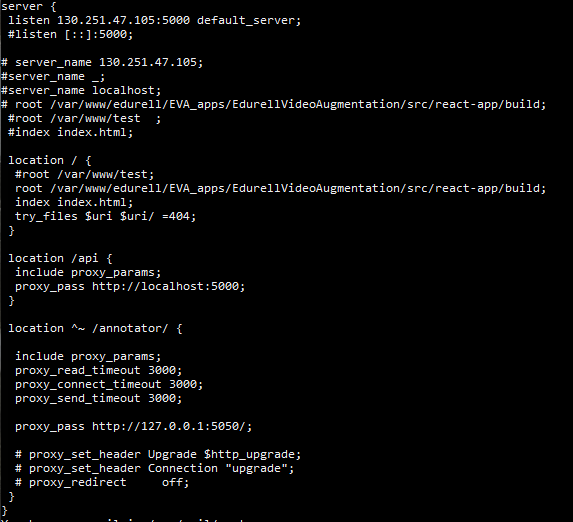 server {
 listen 130.251.47.105:5000 default_server;
 #listen [::]:5000;

# server_name 130.251.47.105;
#server_name _;
#server_name localhost;
# root /var/www/edurell/EVA_apps/EdurellVideoAugmentation/src/react-app/build;
 #root /var/www/test  ;
 #index index.html;

 location / {
  #root /var/www/test;
  root /var/www/edurell/EVA_apps/EdurellVideoAugmentation/src/react-app/build;
  index index.html;
  try_files $uri $uri/ =404;
 }

 location /api {
  include proxy_params;
  proxy_pass http://localhost:5000;
 }

 location ^~ /annotator/ {

  include proxy_params;
  proxy_read_timeout 3000;
  proxy_connect_timeout 3000;
  proxy_send_timeout 3000;

  proxy_pass http://127.0.0.1:5050/;

  # proxy_set_header Upgrade $http_upgrade;
  # proxy_set_header Connection "upgrade";
  # proxy_redirect     off;
 }
}